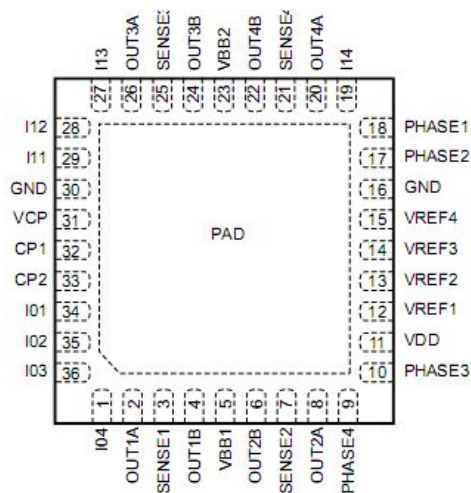 I13
OUT3A
SENSE3
OUT3B
VBB2
OUT4B
SENSE4
OUT4A
I14
27
26
25
24
23
22
21
20
19
I12 28
I11 29
GND 30
VCP 31
CP1 32
CP2 33
I01 34
I02 35
I03 36
PAD
18 PHASE1
17 PHASE2
16 GND
15 VREF4
14 VREF3
13 VREF2
12 VREF1
11 VDD
10 PHASE3
1
2
3
4
5
6
7
8
9
I04
OUT1A
SENSE1
OUT1B
VBB1
OUT2B
SENSE2
OUT2A
PHASE4